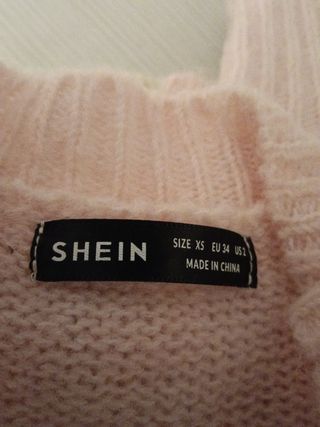 SHEIN
SIZE XS EU 34 US 2
MADE IN CHINA